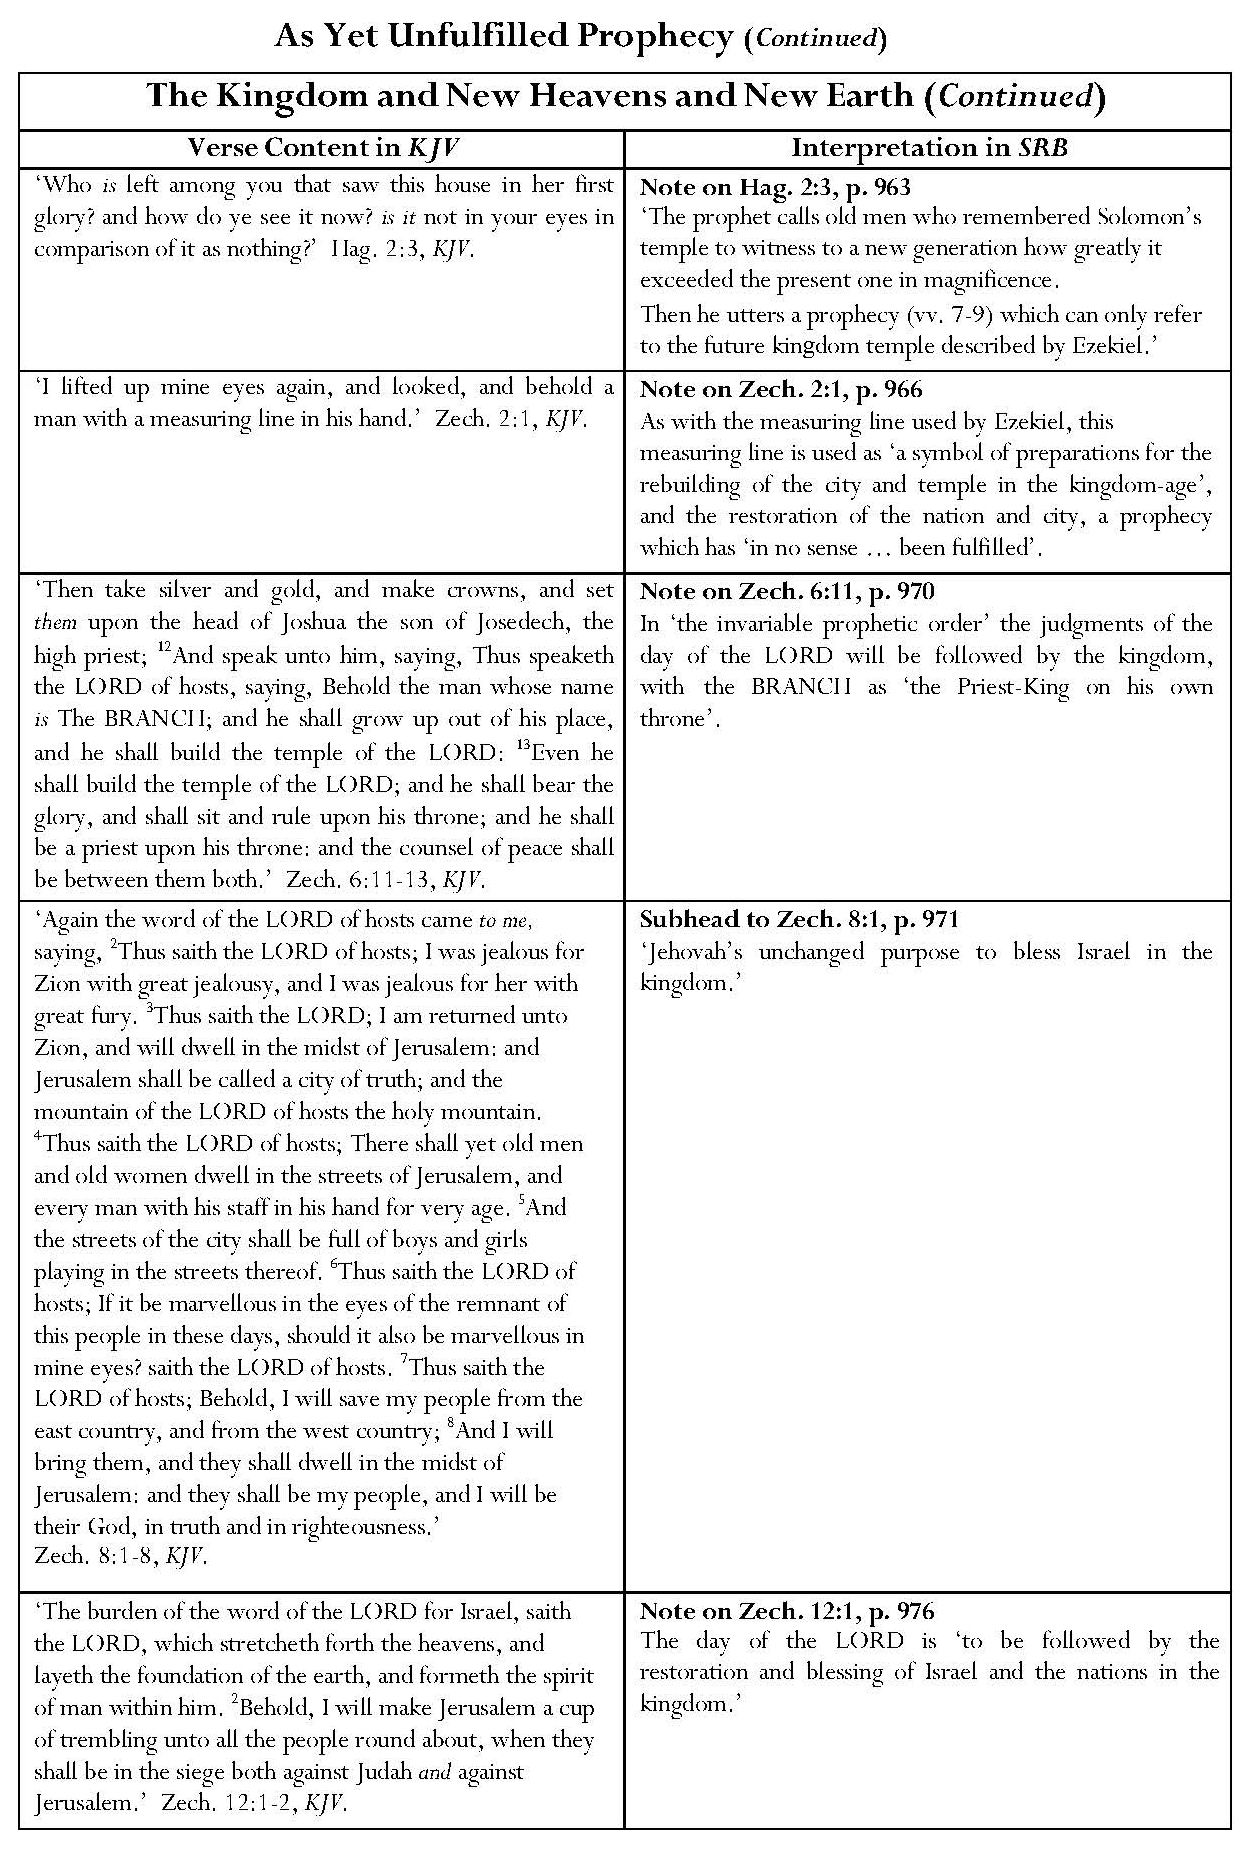 As Yet Unfulfilled Prophecy (Continued)
The Kingdom and New Heavens and New Earth (Continued)
Verse Content in KJV
Interpretation in SRB
‘Who is left among you that saw this house in her first
glory? and how do ye see it now? is it not in your eyes in
comparison of it as nothing?’ Hag. 2:3, KJV.
Note on Hag. 2:3, p. 963
‘The prophet calls old men who remembered Solomon’s
temple to witness to a new generation how greatly it
exceeded the present one in magnificence.
Then he utters a prophecy (vv. 7-9) which can only refer
to the future kingdom temple described by Ezekiel.’
‘I lifted up mine eyes again, and looked, and behold a
man with a measuring line in his hand.’ Zech. 2:1, KJV.
Note on Zech. 2:1, p. 966
As with the measuring line used by Ezekiel, this
measuring line is used as ‘a symbol of preparations for the
rebuilding of the city and temple in the kingdom-age’,
and the restoration of the nation and city, a prophecy
which has ‘in no sense … been fulfilled’.
‘Then take silver and gold, and make crowns, and set
them upon the head of Joshua the son of Josedech, the
high priest; 12And speak unto him, saying, Thus speaketh
the LORD of hosts, saying, Behold the man whose name
is The BRANCH; and he shall grow up out of his place,
and he shall build the temple of the LORD: 13Even he
shall build the temple of the LORD; and he shall bear the
glory, and shall sit and rule upon his throne; and he shall
be a priest upon his throne: and the counsel of peace shall
be between them both.’ Zech. 6:11-13, KJV.
Note on Zech. 6:11, p. 970
In ‘the invariable prophetic order’ the judgments of the
day of the LORD will be followed by the kingdom,
with the BRANCH as ‘the Priest-King on his own
throne’.
‘Again the word of the LORD of hosts came to me,
saying, 2Thus saith the LORD of hosts; I was jealous for
Zion with great jealousy, and I was jealous for her with
great fury. 3Thus saith the LORD; I am returned unto
Zion, and will dwell in the midst of Jerusalem: and
Jerusalem shall be called a city of truth; and the
mountain of the LORD of hosts the holy mountain.
4Thus saith the LORD of hosts; There shall yet old men
and old women dwell in the streets of Jerusalem, and
every man with his staff in his hand for very age. 5And
the streets of the city shall be full of boys and girls
playing in the streets thereof. 6Thus saith the LORD of
hosts; If it be marvellous in the eyes of the remnant of
this people in these days, should it also be marvellous in
mine eyes? saith the LORD of hosts. 7Thus saith the
LORD of hosts; Behold, I will save my people from the
east country, and from the west country; 8And I will
bring them, and they shall dwell in the midst of
Jerusalem: and they shall be my people, and I will be
their God, in truth and in righteousness.’
Zech. 8:1-8, KJV.
Subhead to Zech. 8:1, p. 971
‘Jehovah’s unchanged purpose to bless Israel in the
kingdom.’
‘The burden of the word of the LORD for Israel, saith
the LORD, which stretcheth forth the heavens, and
layeth the foundation of the earth, and formeth the spirit
of man within him. 2Behold, I will make Jerusalem a cup
of trembling unto all the people round about, when they
shall be in the siege both against Judah and against
Jerusalem.’ Zech. 12:1-2, KJV.
Note on Zech. 12:1, p. 976
The day of the LORD is ‘to be followed by the
restoration and blessing of Israel and the nations in the
kingdom.’